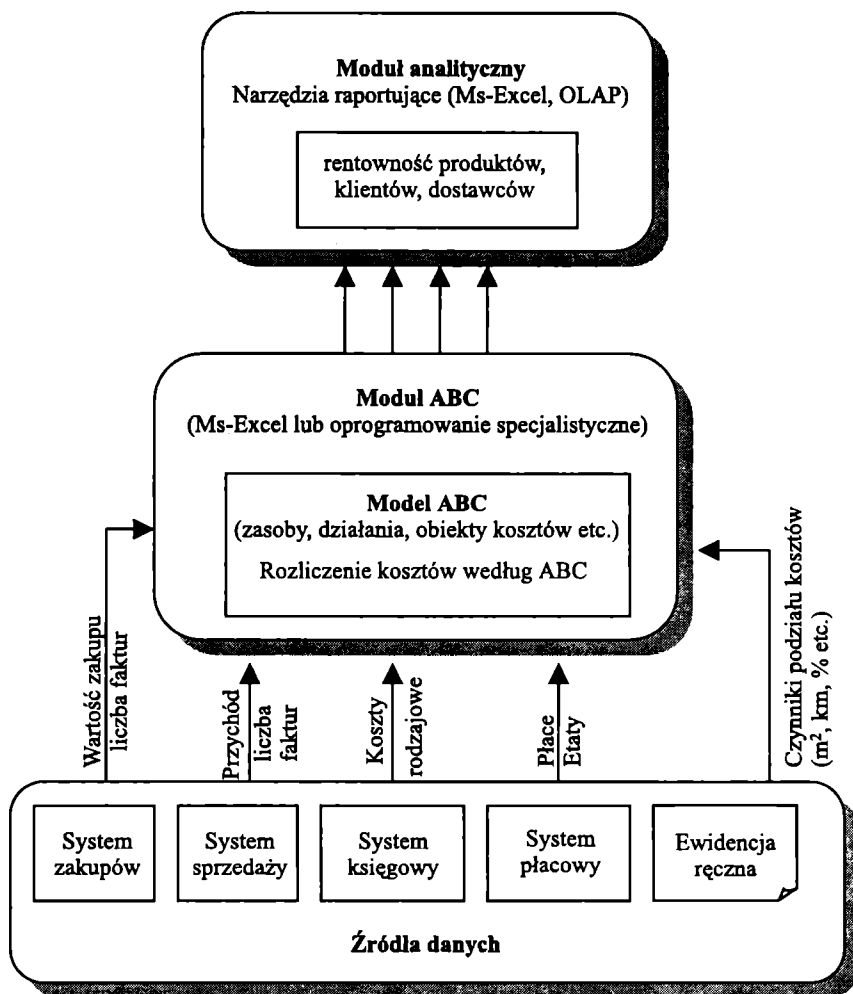 Moduł analityczny
Narzędzia raportujące (Ms-Excel, OLAP)
rentowność produktów,
klientów, dostawców
Moduł ABC
(Ms-Excel lub oprogramowanie specjalistyczne)
Model ABC
(zasoby, działania, obiekty kosztów etc.)
Rozliczenie kosztów według ABC
Wartość zakupu
liczba faktur
Przychód
liczba
faktur
Koszty
rodzajowe
Płace
Etaty
Czynniki podziału kosztów
(m², km, % etc.)
System
zakupów
System
sprzedaży
System
księgowy
System
płacowy
Ewidencja
ręczna
Źródła danych